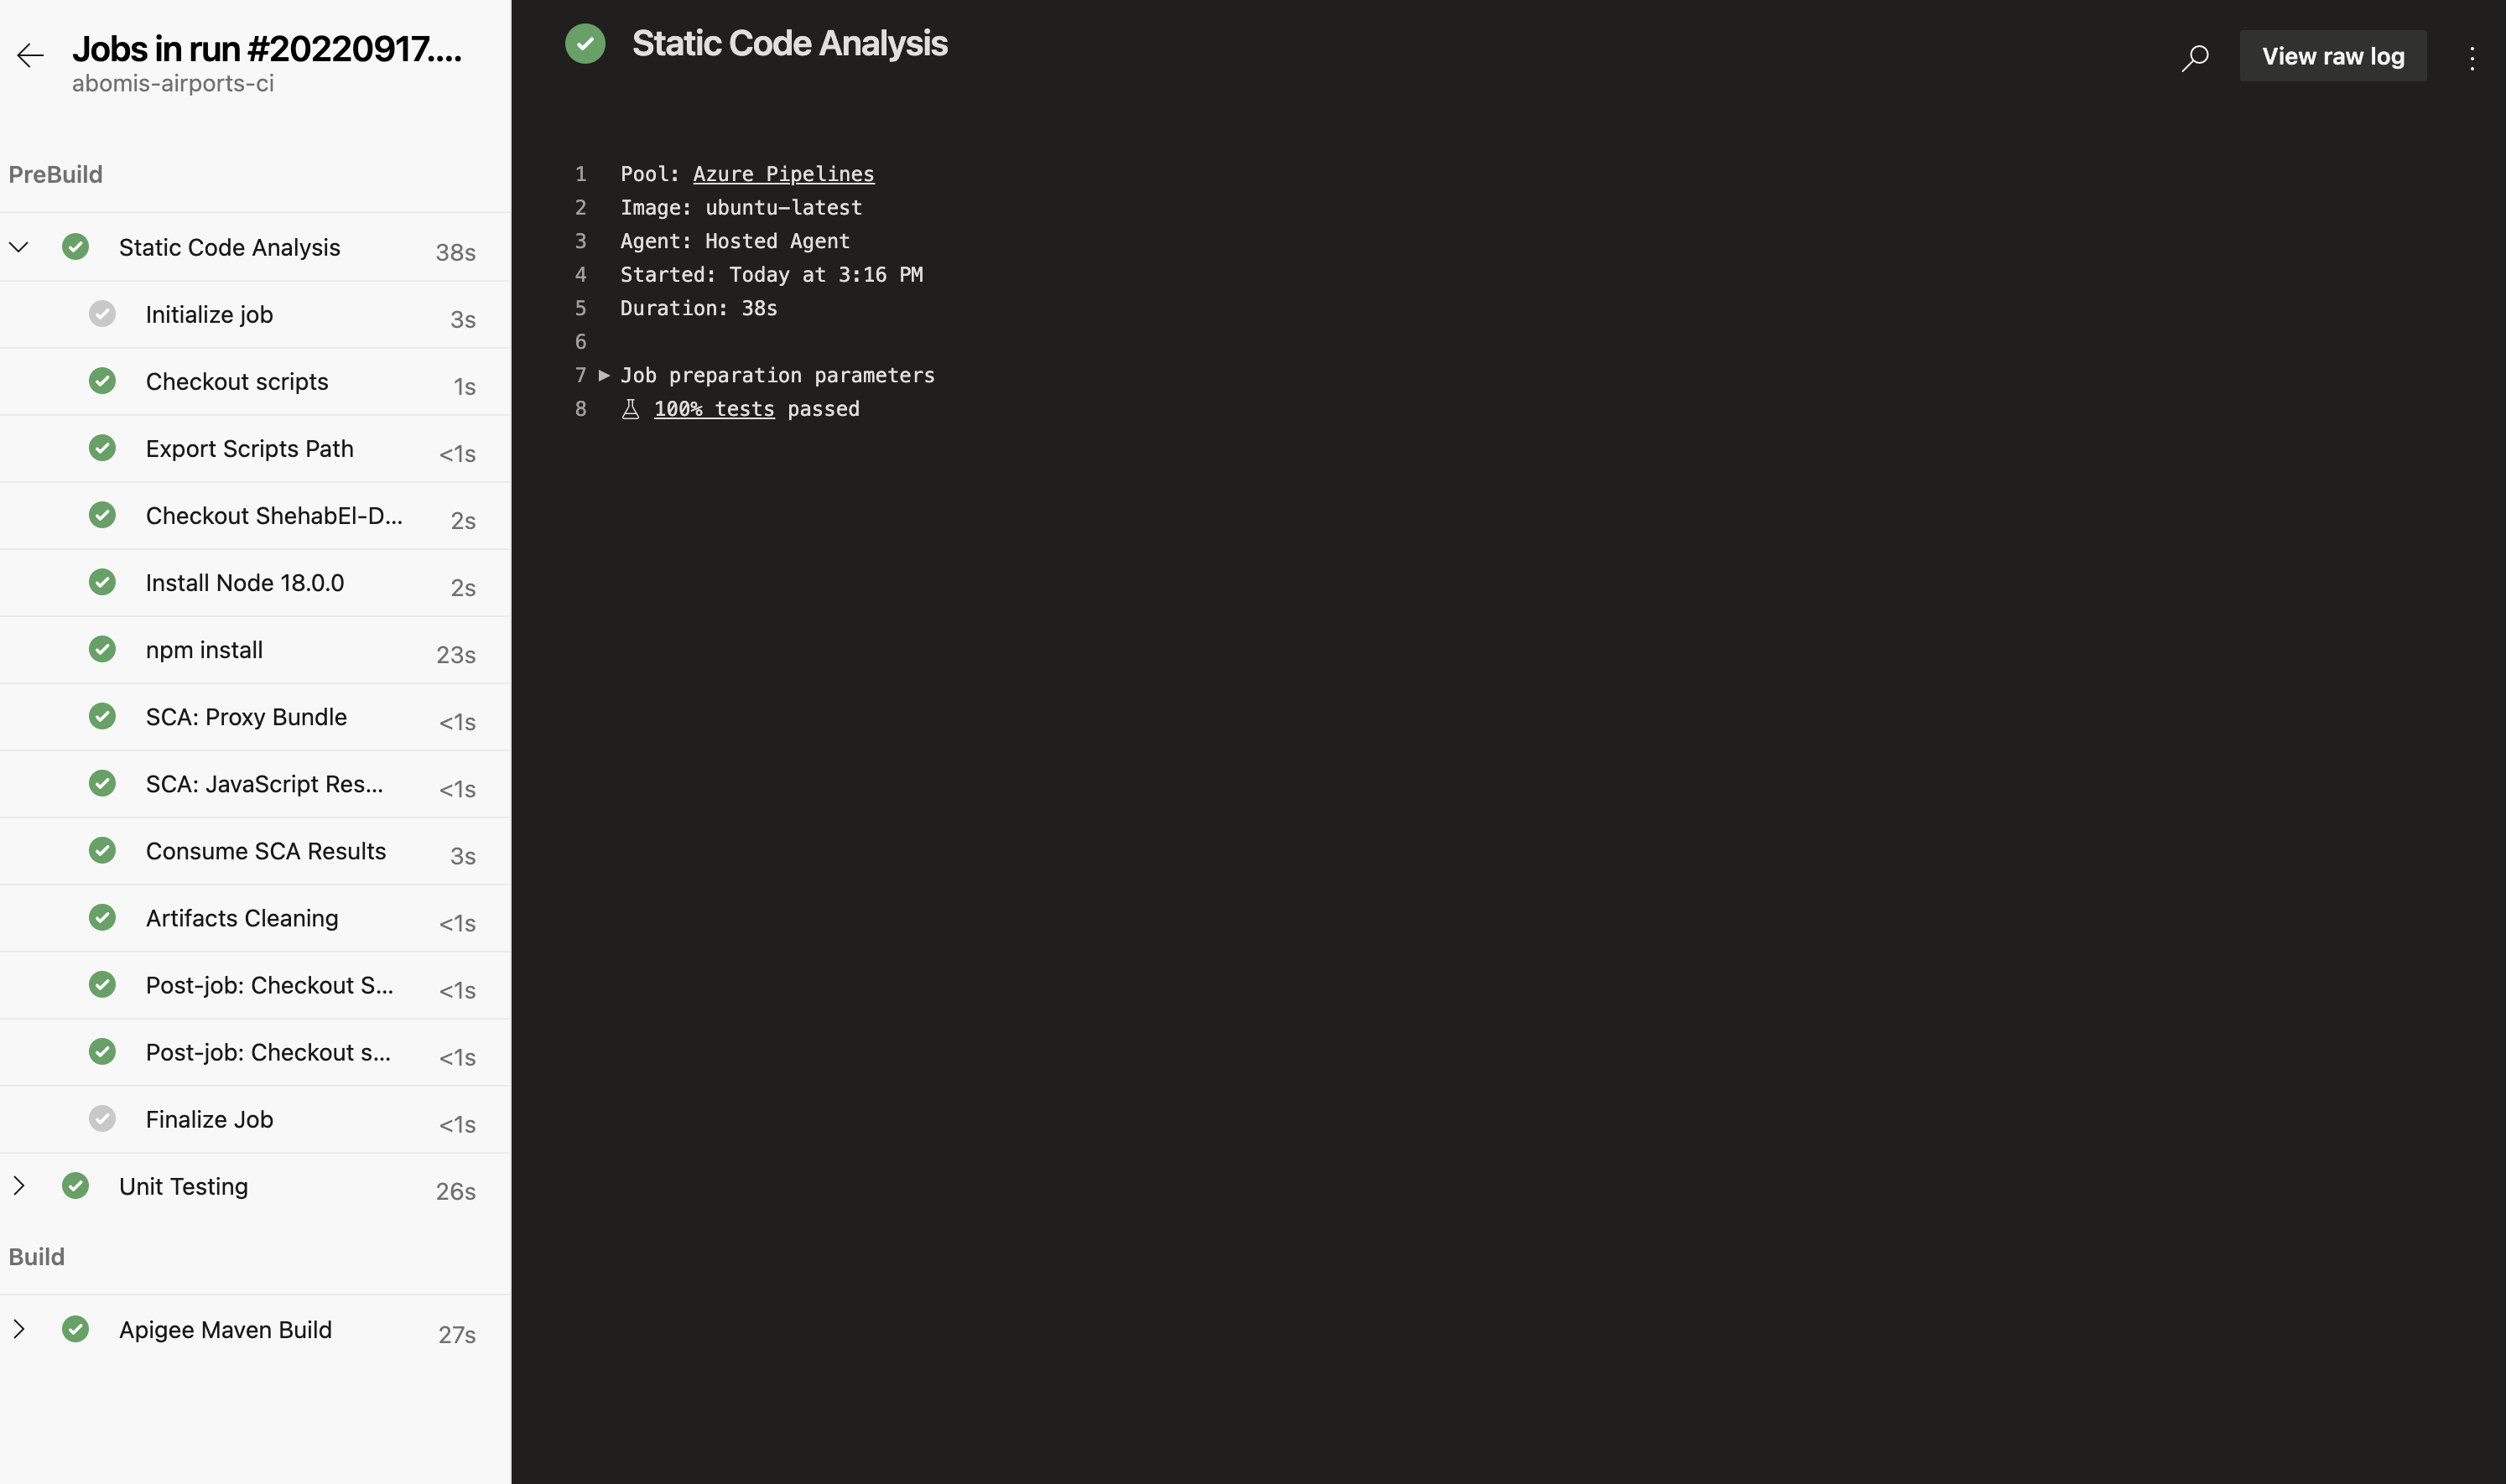 Jobs in run #20220917....
abomis-airports-ci
PreBuild
Static Code Analysis 38s
Initialize job 3s
Checkout scripts 1s
Export Scripts Path <1s
Checkout ShehabEl-D... 2s
Install Node 18.0.0 2s
npm install 23s
SCA: Proxy Bundle <1s
SCA: JavaScript Res... <1s
Consume SCA Results 3s
Artifacts Cleaning <1s
Post-job: Checkout S... <1s
Post-job: Checkout s... <1s
Finalize Job <1s
Unit Testing 26s
Build
Apigee Maven Build 27s
Static Code Analysis
View raw log
1 Pool: Azure Pipelines
2 Image: ubuntu-latest
3 Agent: Hosted Agent
4 Started: Today at 3:16 PM
5 Duration: 38s
6
7 Job preparation parameters
8 100% tests passed